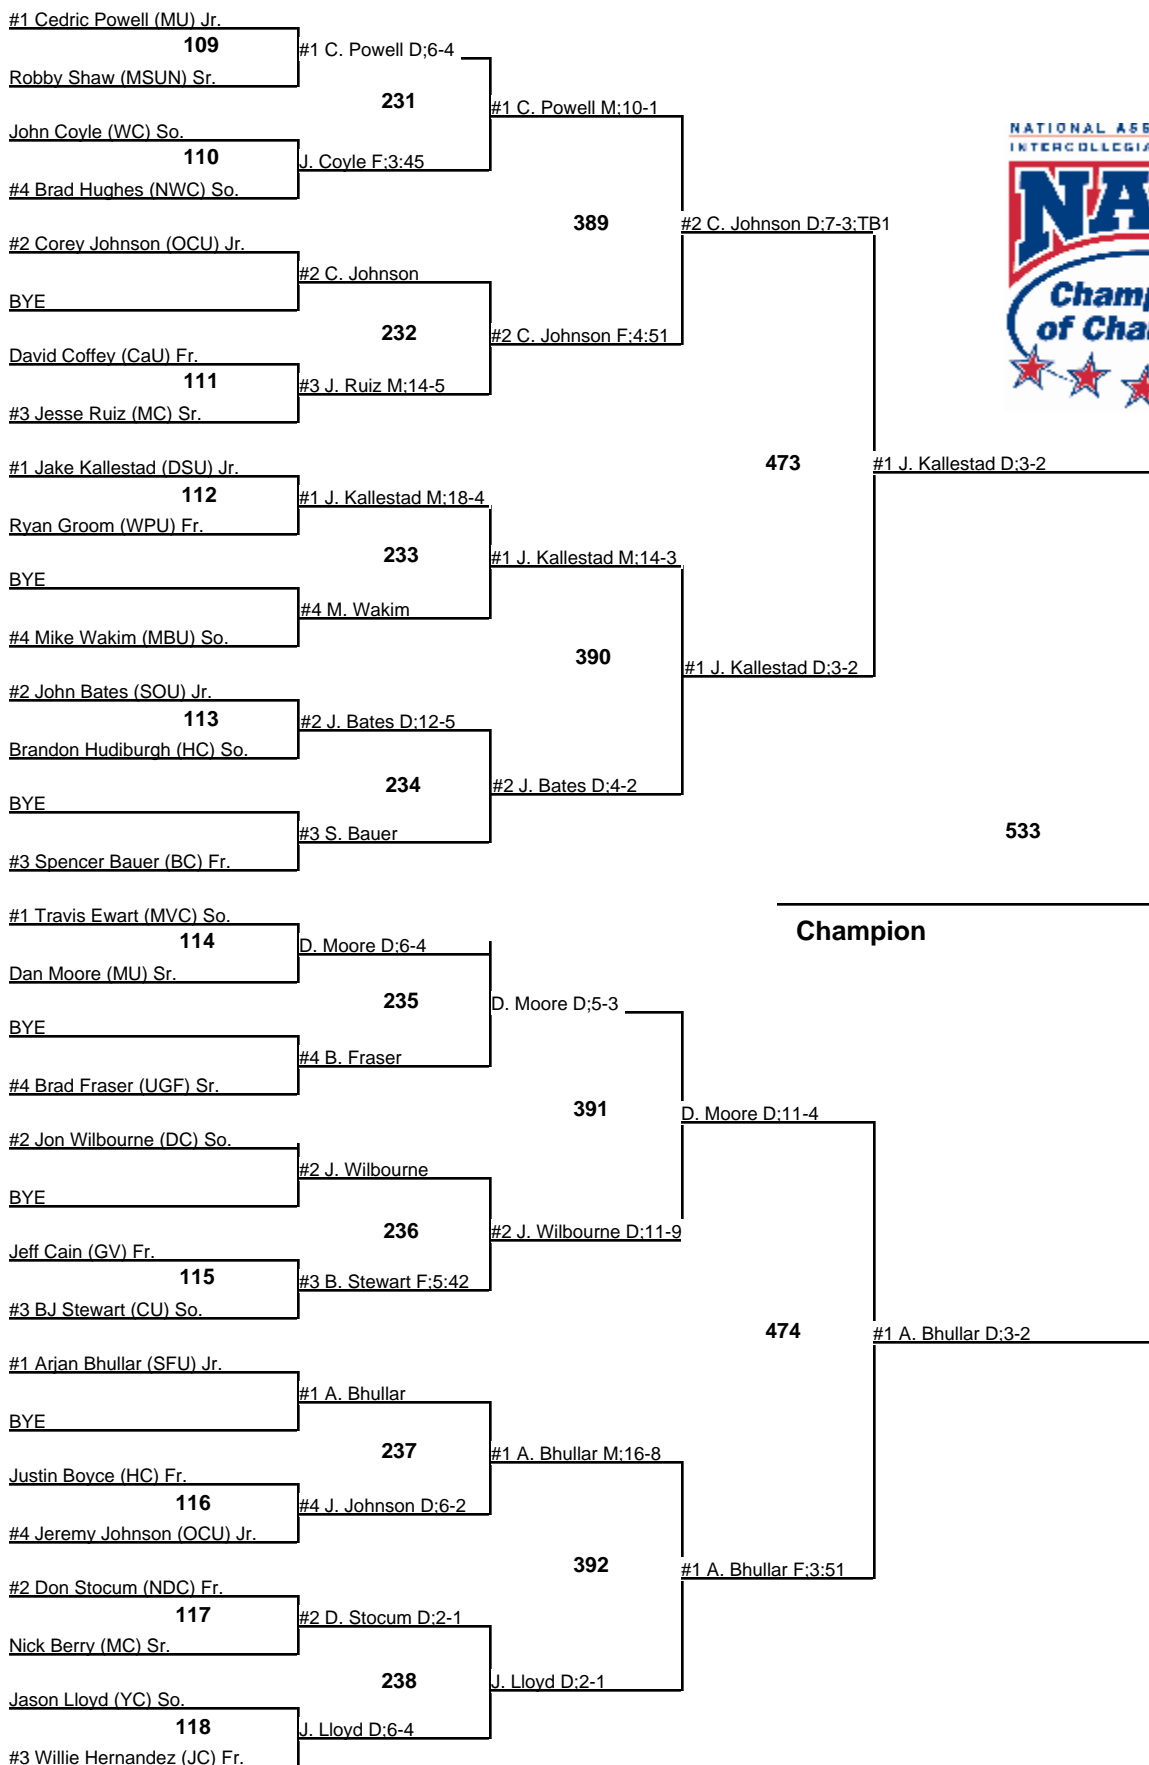 #1 Cedric Powell (MU) Jr.
109
#1 C. Powell D;6-4
Robby Shaw (MSUN) Sr.
231
#1 C. Powell M;10-1
John Coyle (WC) So.
110
J. Coyle F;3:45
#4 Brad Hughes (NWC) So.
389
#2 C. Johnson D;7-3;TB1
#2 Corey Johnson (OCU) Jr.
#2 C. Johnson
BYE
232
#2 C. Johnson F;4:51
David Coffey (CaU) Fr.
111
#3 J. Ruiz M;14-5
#3 Jesse Ruiz (MC) Sr.
473
#1 J. Kallestad D;3-2
#1 Jake Kallestad (DSU) Jr.
112
#1 J. Kallestad M;18-4
Ryan Groom (WPU) Fr.
233
#1 J. Kallestad M;14-3
BYE
#4 M. Wakim
#4 Mike Wakim (MBU) So.
390
#1 J. Kallestad D;3-2
#2 John Bates (SOU) Jr.
113
#2 J. Bates D;12-5
Brandon Hudiburgh (HC) So.
234
#2 J. Bates D;4-2
BYE
#3 S. Bauer
#3 Spencer Bauer (BC) Fr.
533
Champion
#1 Travis Ewart (MVC) So.
114
D. Moore D;6-4
Dan Moore (MU) Sr.
235
D. Moore D;5-3
BYE
#4 B. Fraser
#4 Brad Fraser (UGF) Sr.
391
D. Moore D;11-4
#2 Jon Wilbourne (DC) So.
#2 J. Wilbourne
BYE
236
#2 J. Wilbourne D;11-9
Jeff Cain (GV) Fr.
115
#3 B. Stewart F;5:42
#3 BJ Stewart (CU) So.
474
#1 A. Bhullar D;3-2
#1 Arjan Bhullar (SFU) Jr.
#1 A. Bhullar
BYE
237
#1 A. Bhullar M;16-8
Justin Boyce (HC) Fr.
116
#4 J. Johnson D;6-2
#4 Jeremy Johnson (OCU) Jr.
392
#1 A. Bhullar F;3:51
#2 Don Stocum (NDC) Fr.
117
#2 D. Stocum D;2-1
Nick Berry (MC) Sr.
238
J. Lloyd D;2-1
Jason Lloyd (YC) So.
118
J. Lloyd D;6-4
#3 Willie Hernandez (JC) Fr.
NATIONAL ASS
INTERCOLLEGIA
NA
Champ
of Cha